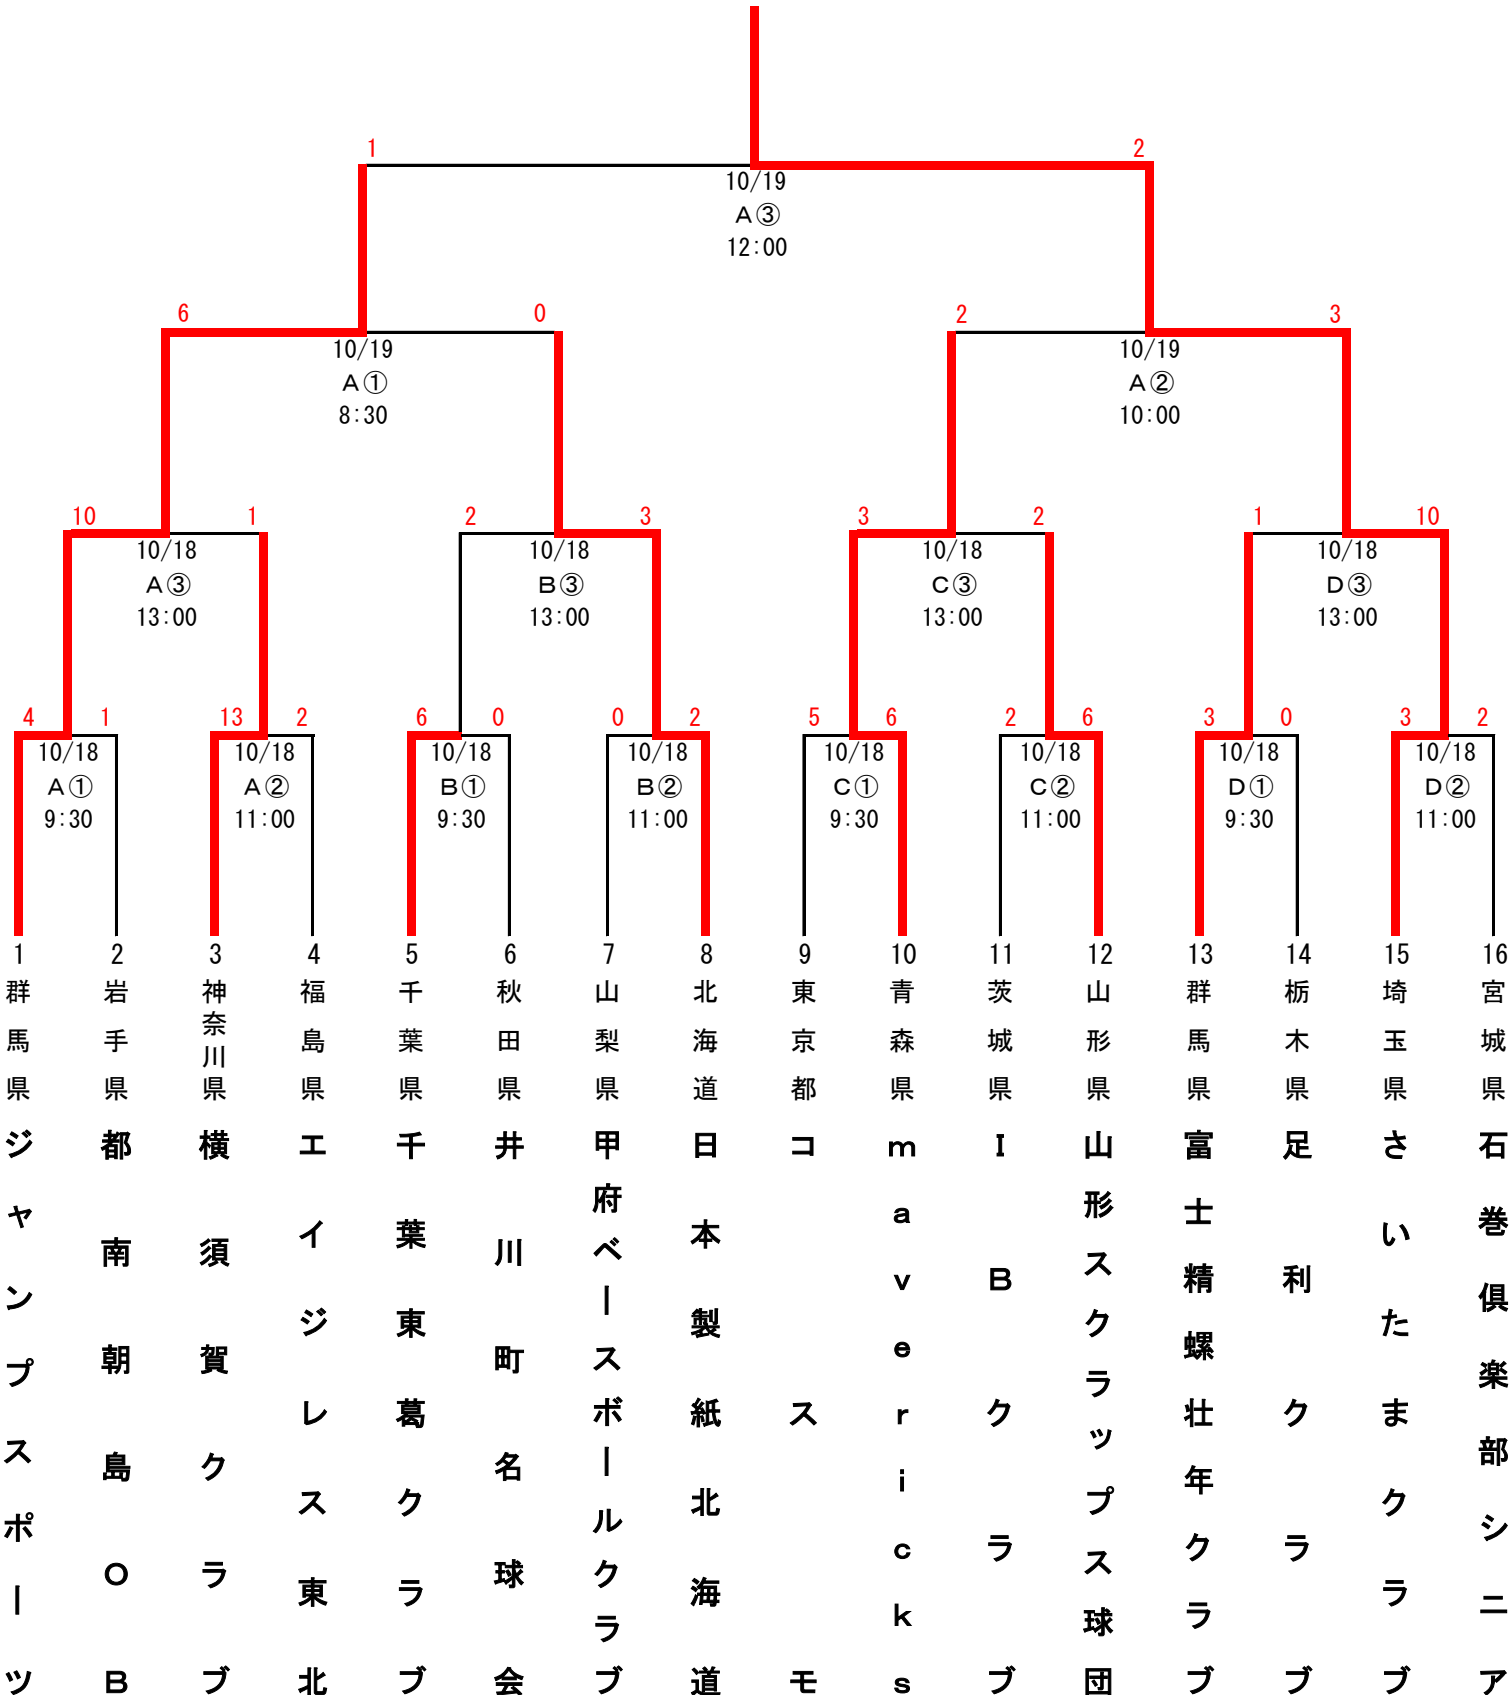 1 2
10/19
A③
12:00
6 0 2 3
10/19 10/19
A① A②
8:30 10:00
10 1 2 3 3 2 1 10
10/18 10/18 10/18 10/18
A③ B③ C③ D③
13:00 13:00 13:00 13:00
4 1 13 2 6 0 0 2 5 6 2 6 3 0 3 2
10/18 10/18 10/18 10/18 10/18 10/18 10/18 10/18
A① A② B① B② C① C② D① D②
9:30 11:00 9:30 11:00 9:30 11:00 9:30 11:00
1 2 3 4 5 6 7 8 9 10 11 12 13 14 15 16
群馬県
ジャンプスポーツ
岩手県
都南朝島OB
神奈川県
横須賀クラブ
福島県
エイジレス東北
千葉県
千葉東葛クラブ
秋田県
井川町名球会
山梨県
甲府ベースボールクラブ
北海道
日本製紙北海道
東京都
コスモ
青森県
mavericks
茨城県
IBクラブ
山形県
山形スクラップス球団
群馬県
富士精螺壮年クラブ
栃木県
足利クラブ
埼玉県
さいたまクラブ
宮城県
石巻倶楽部シニア